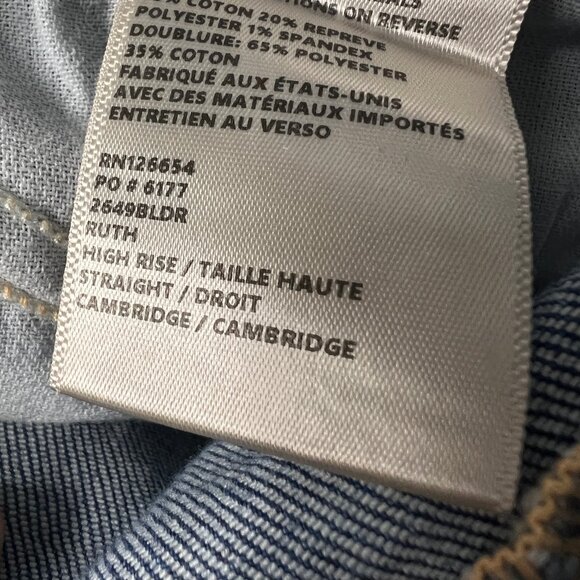 ON REVERSE
COTON 20% REPREVE
POLYESTER 1% SPANDEX
DOUBLURE: 65% POLYESTER
35% COTON
FABRIQUÉ AUX ÉTATS-UNIS
AVEC DES MATÉRIAUX IMPORTÉS
ENTRETIEN AU VERSO
RN126654
PO # 6177
2649BLDR
RUTH
HIGH RISE / TAILLE HAUTE
STRAIGHT / DROIT
CAMBRIDGE / CAMBRIDGE